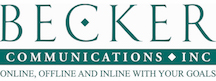 BECKER
COMMUNICATIONS ◆ INC
ONLINE, OFFLINE AND INLINE WITH YOUR GOALS